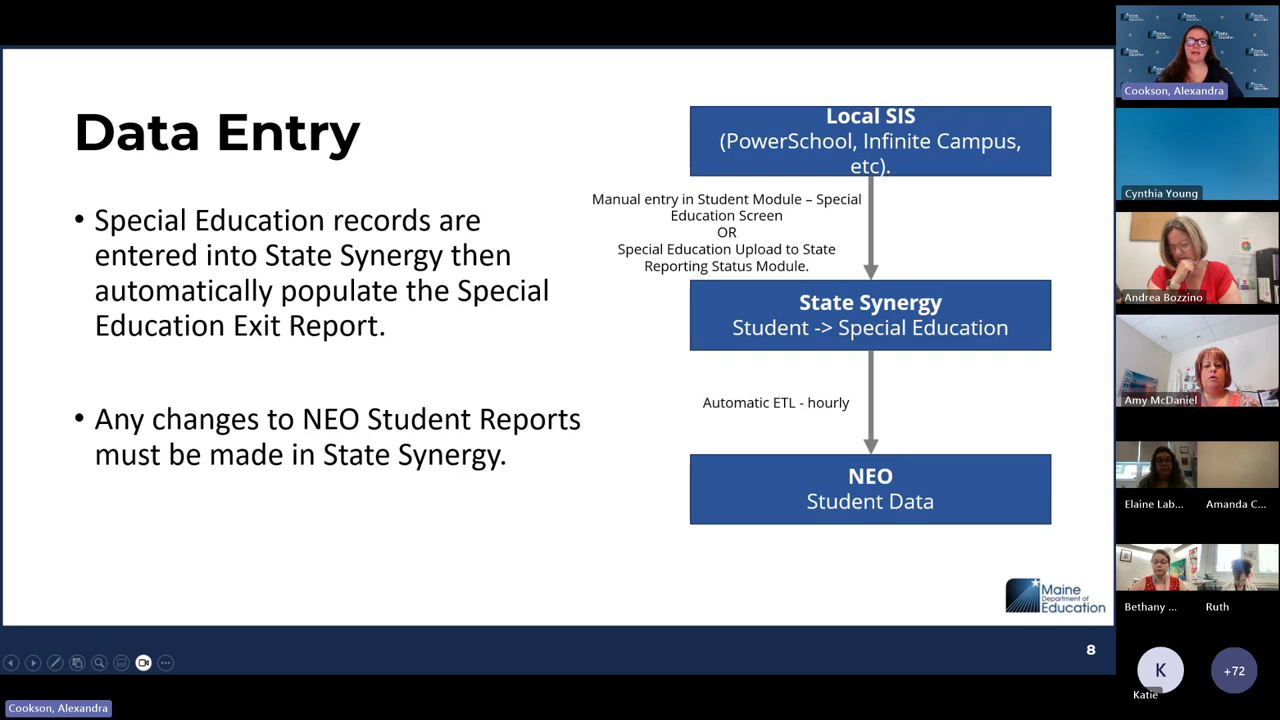 Data Entry
• Special Education records are
entered into State Synergy then
automatically populate the Special
Education Exit Report.
• Any changes to NEO Student Reports
must be made in State Synergy.
Local SIS
(PowerSchool, Infinite Campus,
etc).
Manual entry in Student Module – Special
Education Screen
OR
Special Education Upload to State
Reporting Status Module.
State Synergy
Student -> Special Education
Automatic ETL - hourly
NEO
Student Data
Maine
Department of
Education
8
Cookson, Alexandra
Cookson, Alexandra
Cynthia Young
Andrea Bozzino
Amy McDaniel
Elaine Lab...
Amanda C...
Bethany ...
Ruth
K
Katie
+72